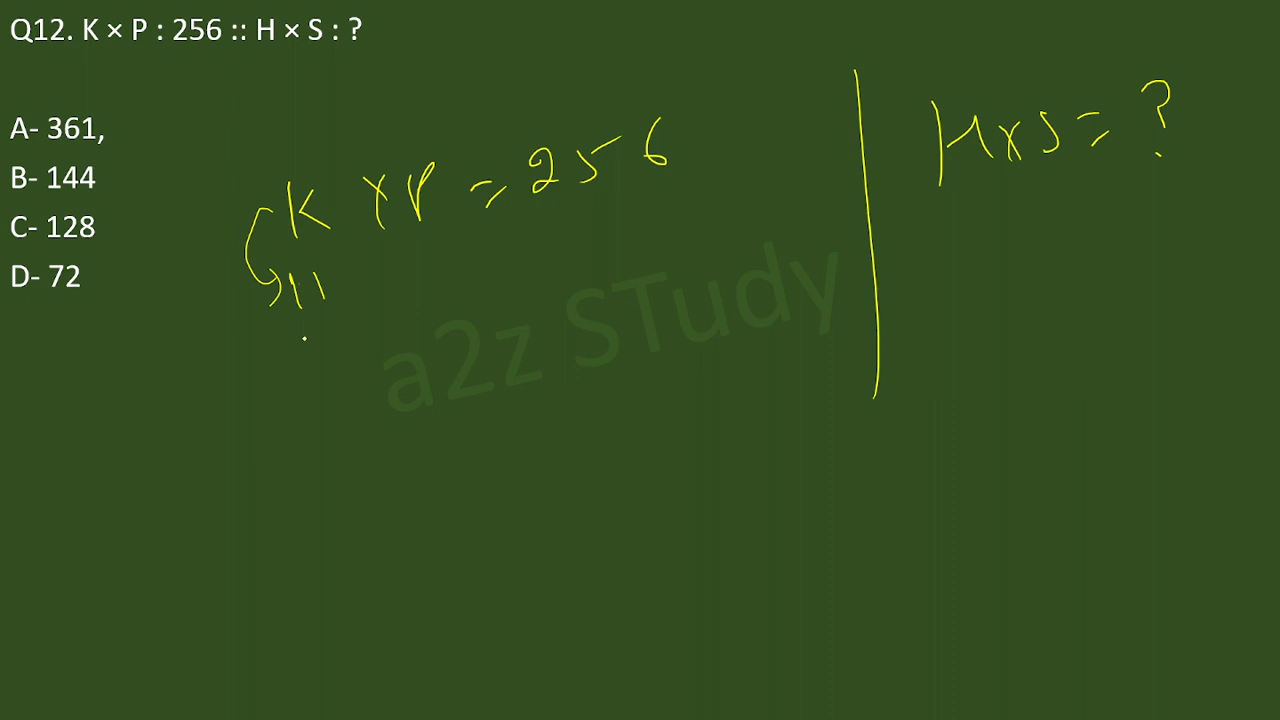 Q12. K × P : 256 :: H × S : ?
A- 361,
B- 144
C- 128
D- 72
K × P = 256
H × S = ?
11
a2z STudy